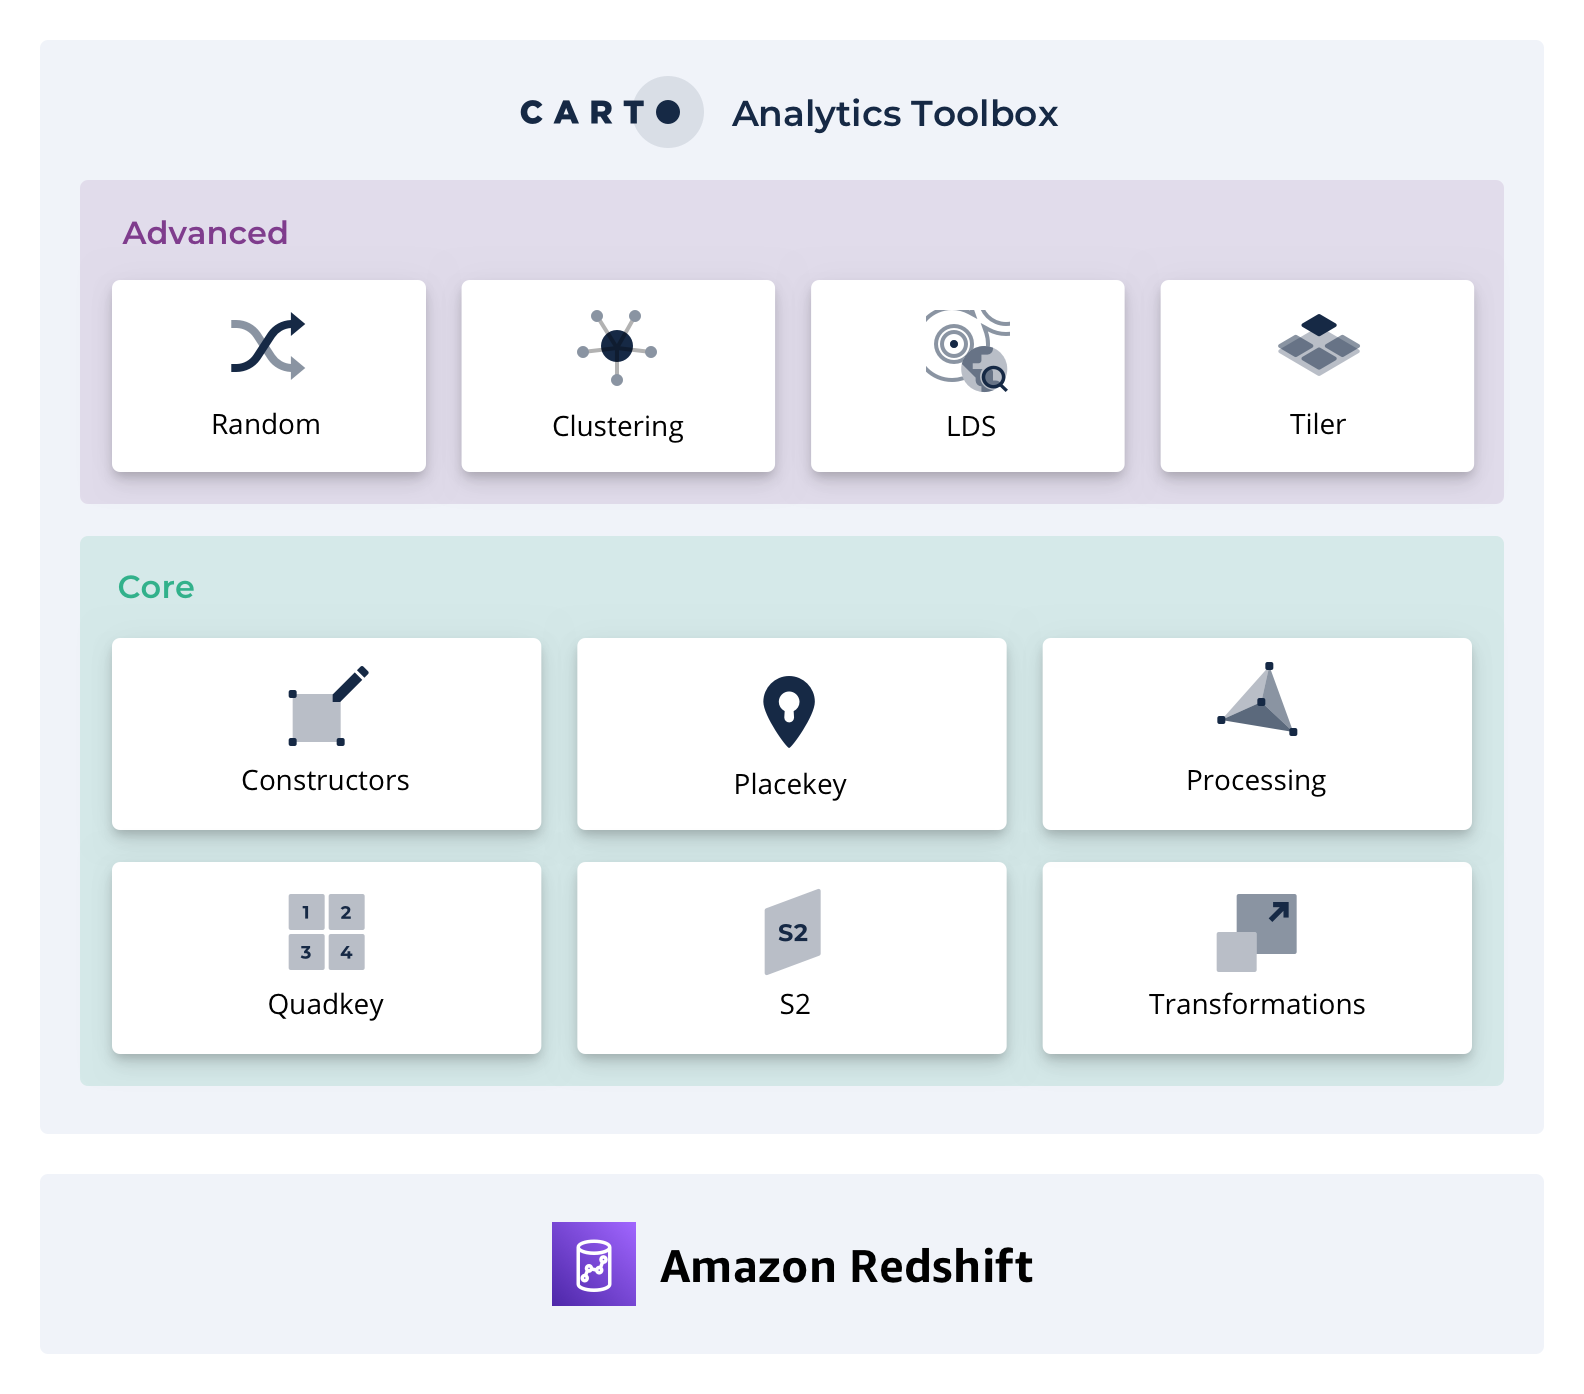 CARTO Analytics Toolbox
Advanced
Random
Clustering
LDS
Tiler
Core
Constructors
Placekey
Processing
1 2
3 4
Quadkey
S2
S2
Transformations
Amazon Redshift